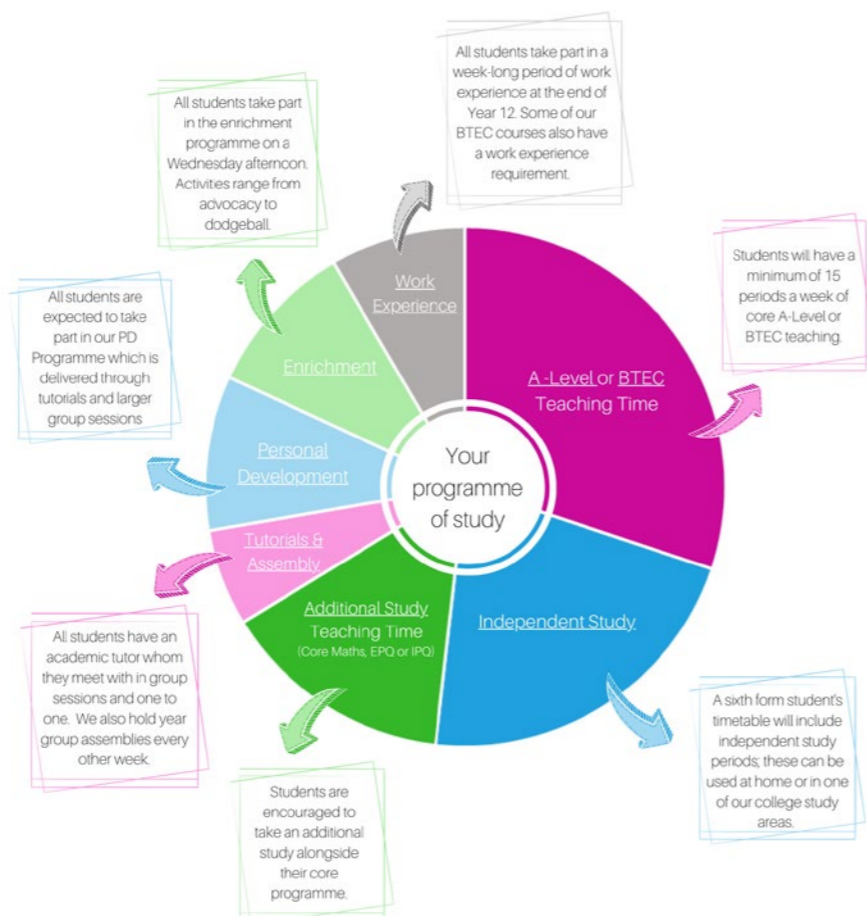 All students take part in a
week-long period of work
experience at the end of
Year 12. Some of our
BTEC courses also have
a work experience
requirement.
All students take part
in the enrichment
programme on a
Wednesday afternoon.
Activities range from
advocacy to
dodgeball.
Students will have a
minimum of 15
periods a week of
core A-Level or
BTEC teaching.
All students are
expected to take
part in our PD
Programme which is
delivered through
tutorials and larger
group sessions
Work
Experience
Enrichment
A -Level or BTEC
Teaching Time
Personal
Development
Your
programme
of study
Tutorials &
Assembly
Additional Study
Teaching Time
(Core Maths, EPQ or IPQ)
Independent Study
All students have an
academic tutor whom
they meet with in group
sessions and one to
one. We also hold year
group assemblies every
other week.
A sixth form student's
timetable will include
independent study
periods; these can be
used at home or in one
of our college study
areas.
Students are
encouraged to
take an additional
study alongside
their core
programme.